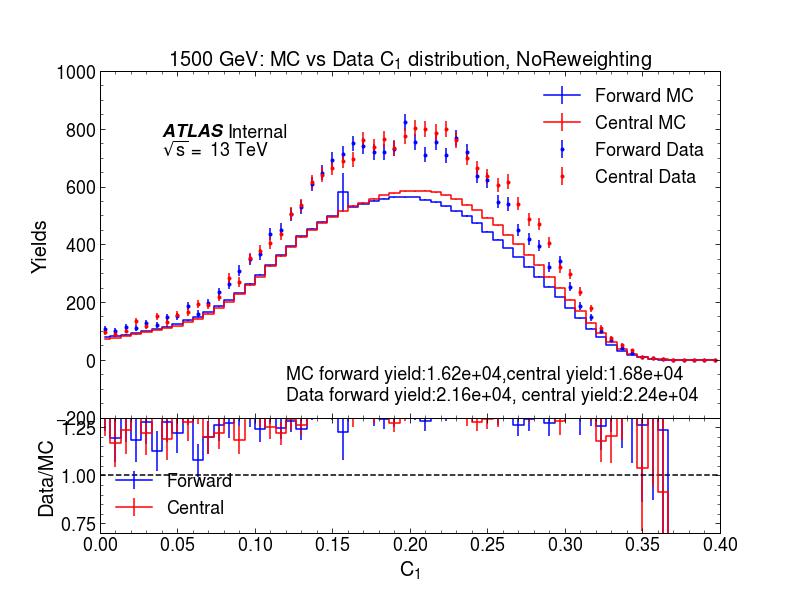 1500 GeV: MC vs Data C₁ distribution, NoReweighting
1000
800
600
400
200
0
−200
Yields
ATLAS Internal
√s = 13 TeV
Forward MC
Central MC
Forward Data
Central Data
MC forward yield:1.62e+04,central yield:1.68e+04
Data forward yield:2.16e+04, central yield:2.24e+04
1.25
1.00
0.75
Data/MC
Forward
Central
0.00 0.05 0.10 0.15 0.20 0.25 0.30 0.35 0.40
C₁